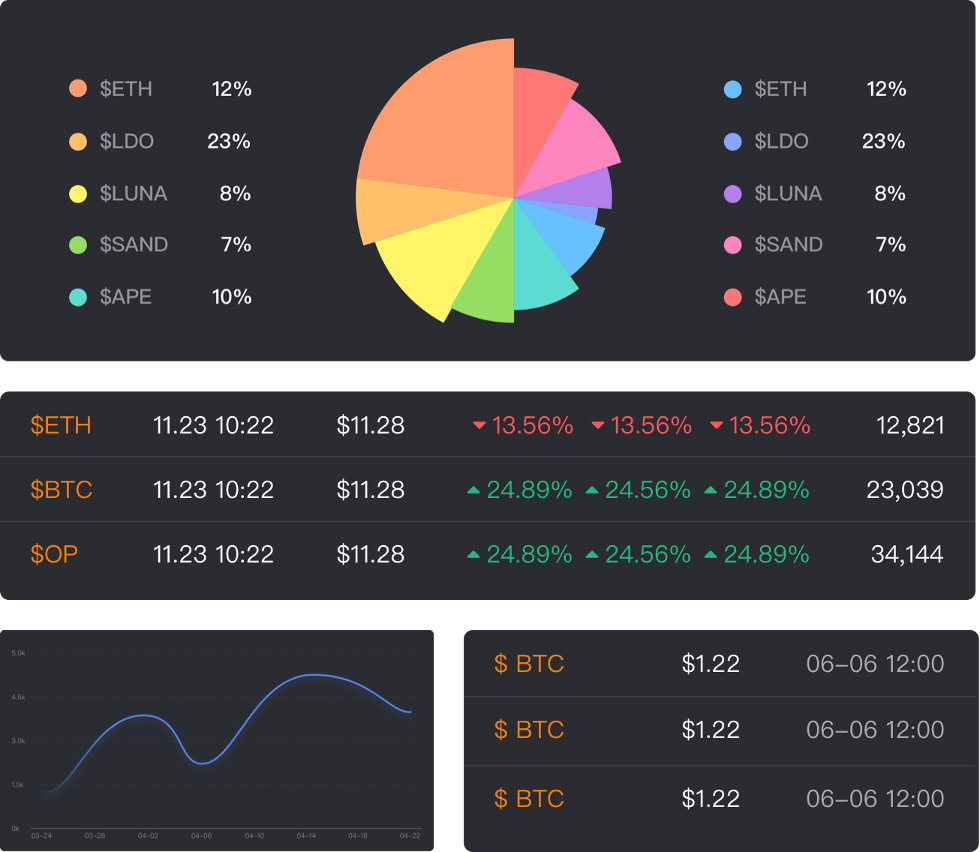 $ETH 12% $ETH 12%
$LDO 23% $LDO 23%
$LUNA 8% $LUNA 8%
$SAND 7% $SAND 7%
$APE 10% $APE 10%
$ETH 11.23 10:22 $11.28 13.56% 13.56% 13.56% 12,821
$BTC 11.23 10:22 $11.28 24.89% 24.56% 24.89% 23,039
$OP 11.23 10:22 $11.28 24.89% 24.56% 24.89% 34,144
5.0k
4.5k
3.0k
1.5k
0k
03-24 03-28 04-02 04-06 04-10 04-14 04-18 04-22
$ BTC $1.22 06-06 12:00
$ BTC $1.22 06-06 12:00
$ BTC $1.22 06-06 12:00